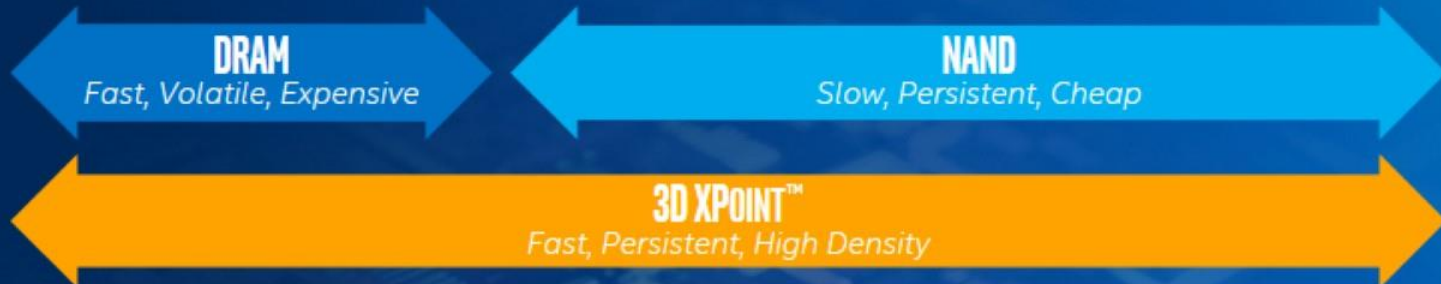 DRAM
Fast, Volatile, Expensive
NAND
Slow, Persistent, Cheap
3D XPOINT™
Fast, Persistent, High Density